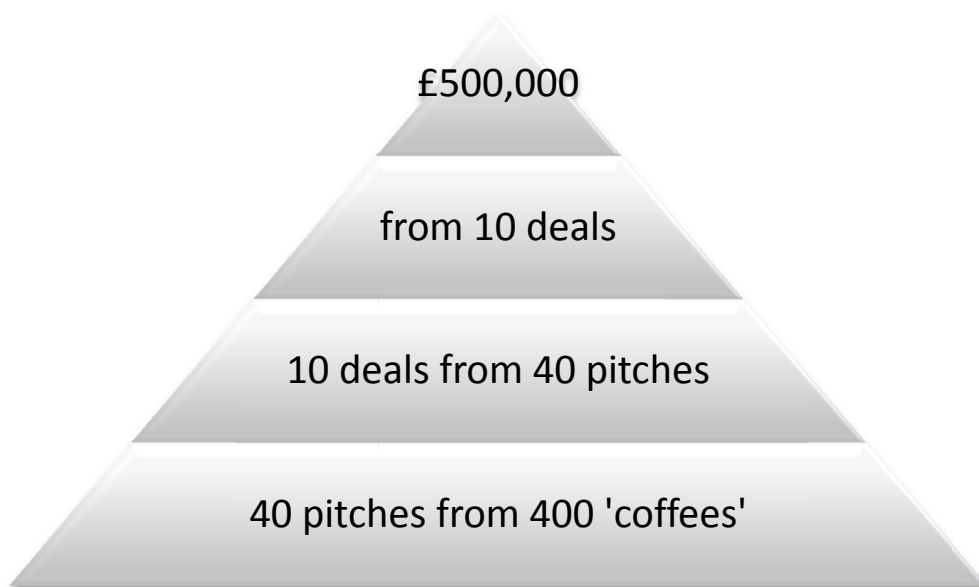 £500,000
from 10 deals
10 deals from 40 pitches
40 pitches from 400 'coffees'